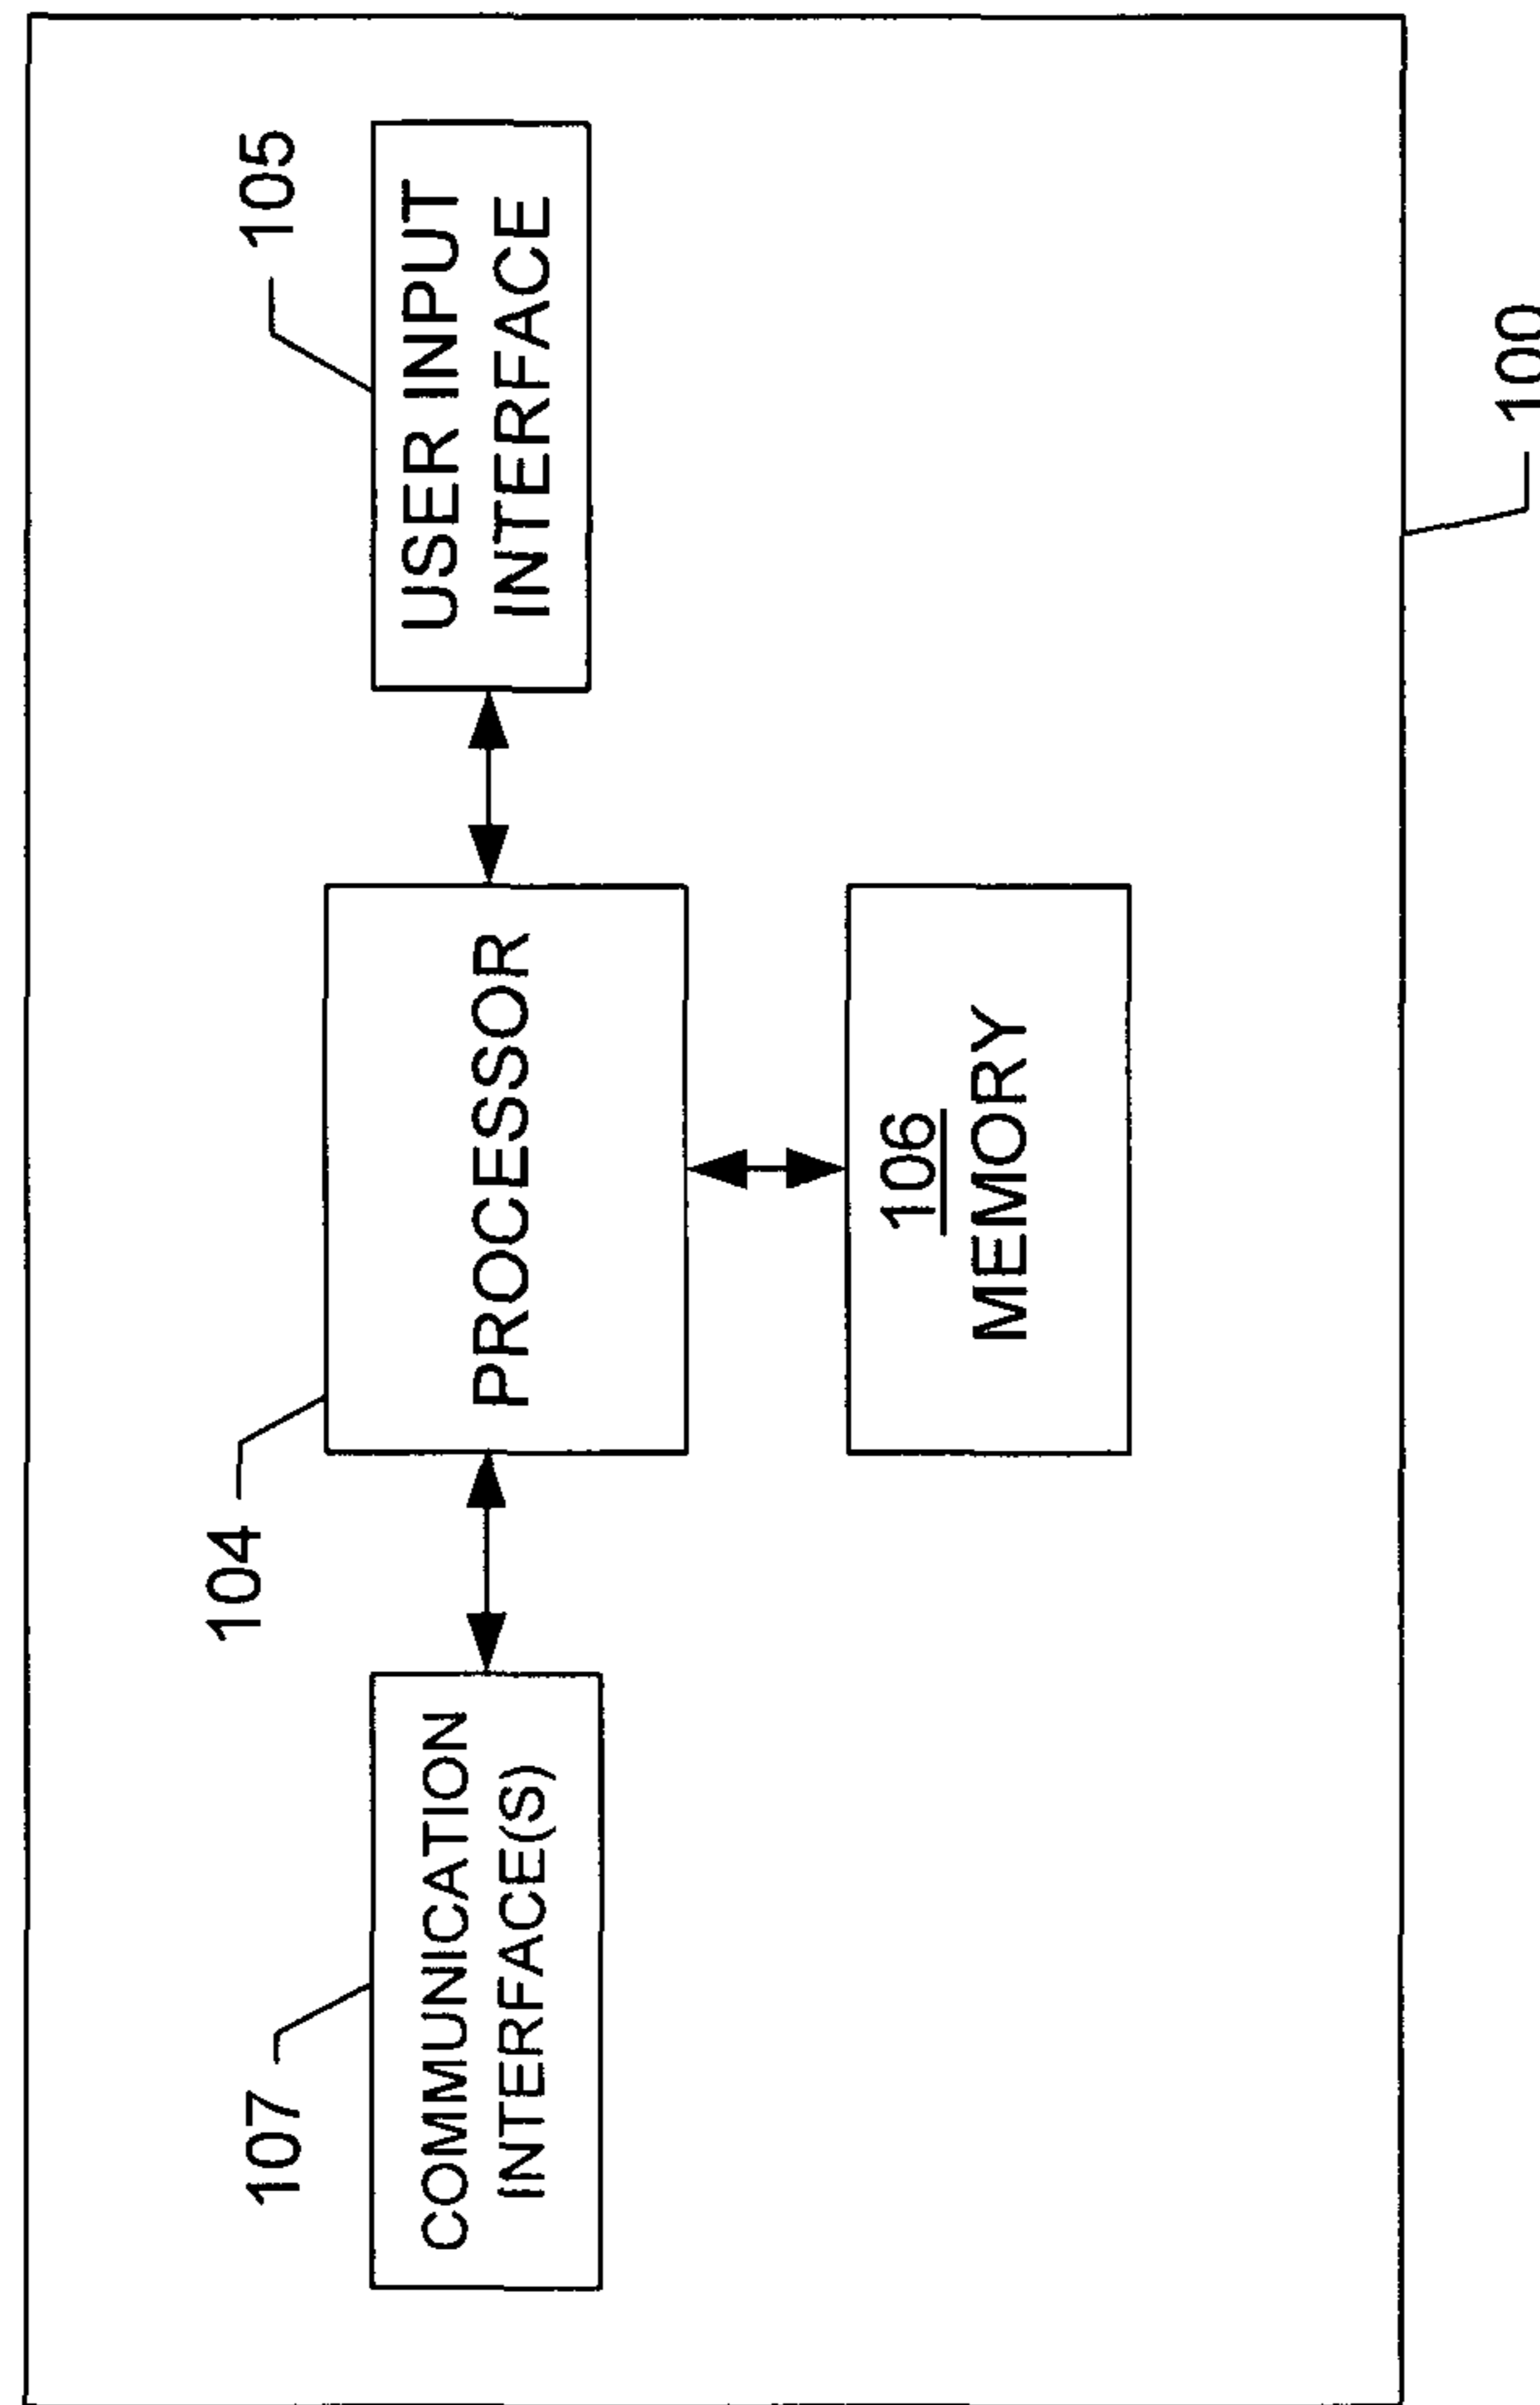 107
COMMUNICATION
INTERFACE(S)
104
PROCESSOR
105
USER INPUT
INTERFACE
106
MEMORY
100